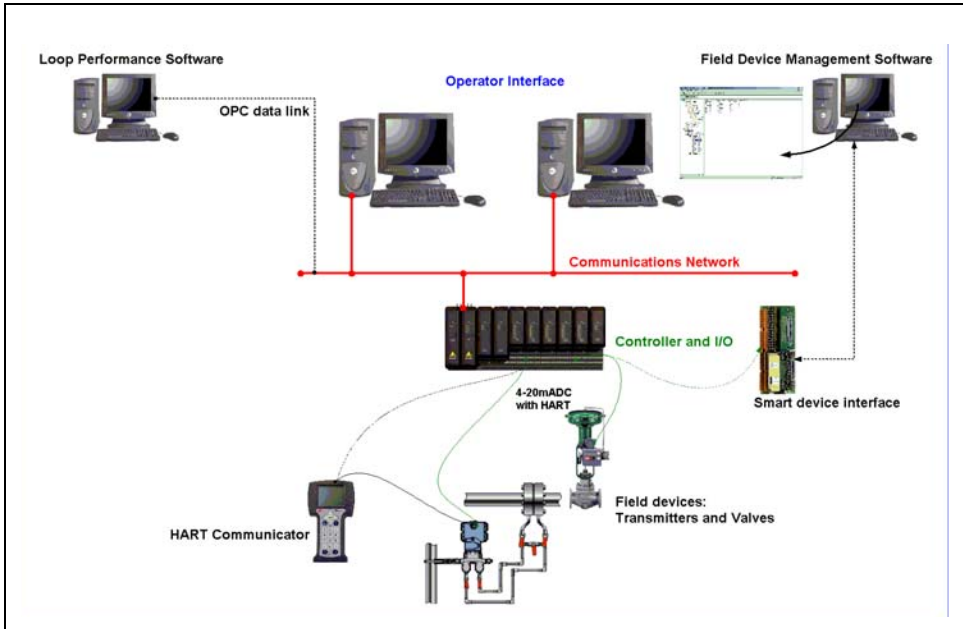 Loop Performance Software
Field Device Management Software
Operator Interface
OPC data link
Communications Network
Controller and I/O
4-20mADC
with HART
Smart device interface
Field devices:
Transmitters and Valves
HART Communicator